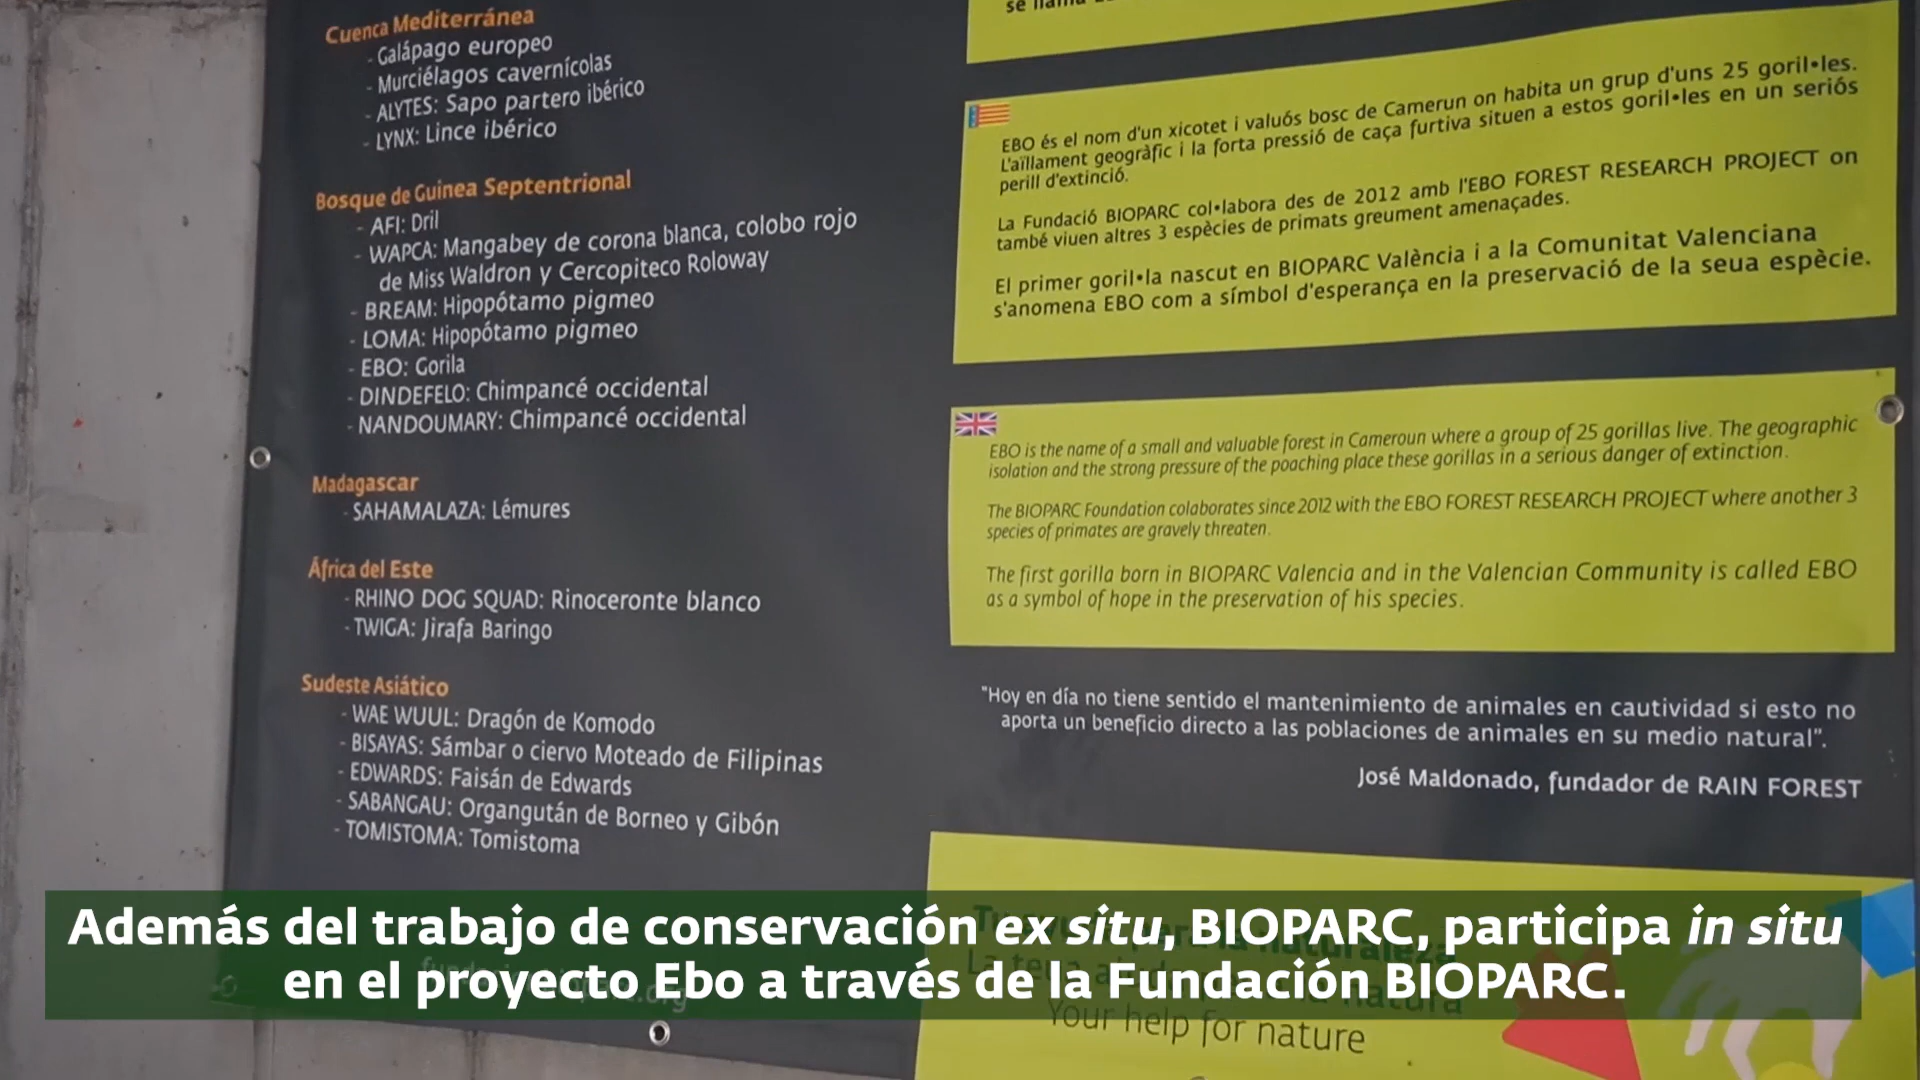 Cuenca Mediterránea
- Galápago europeo
- Murciélagos cavernícolas
- ALYTES: Sapo partero ibérico
- LYNX: Lince ibérico
Bosque de Guinea Septentrional
- AFI: Dril
- WAPCA: Mangabey de corona blanca, colobo rojo
de Miss Waldron y Cercopiteco Roloway
- BREAM: Hipopótamo pigmeo
- LOMA: Hipopótamo pigmeo
- EBO: Gorila
- DINDEFELO: Chimpancé occidental
- NANDOUMARY: Chimpancé occidental
Madagascar
- SAHAMALAZA: Lémures
África del Este
- RHINO DOG SQUAD: Rinoceronte blanco
- TWIGA: Jirafa Baringo
Sudeste Asiático
- WAE WUUL: Dragón de Komodo
- BISAYAS: Sámbar o ciervo Moteado de Filipinas
- EDWARDS: Faisán de Edwards
- SABANGAU: Organgután de Borneo y Gibón
- TOMISTOMA: Tomistoma
se llama
EBO és el nom d'un xicotet i valuós bosc de Camerun on habita un grup d'uns 25 goril•les.
L'aïllament geogràfic i la forta pressió de caça furtiva situen a estos goril•les en un seriós
perill d'extinció.
La Fundació BIOPARC col•labora des de 2012 amb l'EBO FOREST RESEARCH PROJECT on
també viuen altres 3 espècies de primats greument amenaçades.
El primer goril•la nascut en BIOPARC València i a la Comunitat Valenciana
s'anomena EBO com a símbol d'esperança en la preservació de la seua espècie.
EBO is the name of a small and valuable forest in Cameroun where a group of 25 gorillas live. The geographic
isolation and the strong pressure of the poaching place these gorillas in a serious danger of extinction.
The BIOPARC Foundation colaborates since 2012 with the EBO FOREST RESEARCH PROJECT where another 3
species of primates are gravely threaten.
The first gorilla born in BIOPARC Valencia and in the Valencian Community is called EBO
as a symbol of hope in the preservation of his species.
"Hoy en día no tiene sentido el mantenimiento de animales en cautividad si esto no
aporta un beneficio directo a las poblaciones de animales en su medio natural".
José Maldonado, fundador de RAIN FOREST
Your help for nature
Además del trabajo de conservación ex situ, BIOPARC, participa in situ
en el proyecto Ebo a través de la Fundación BIOPARC.